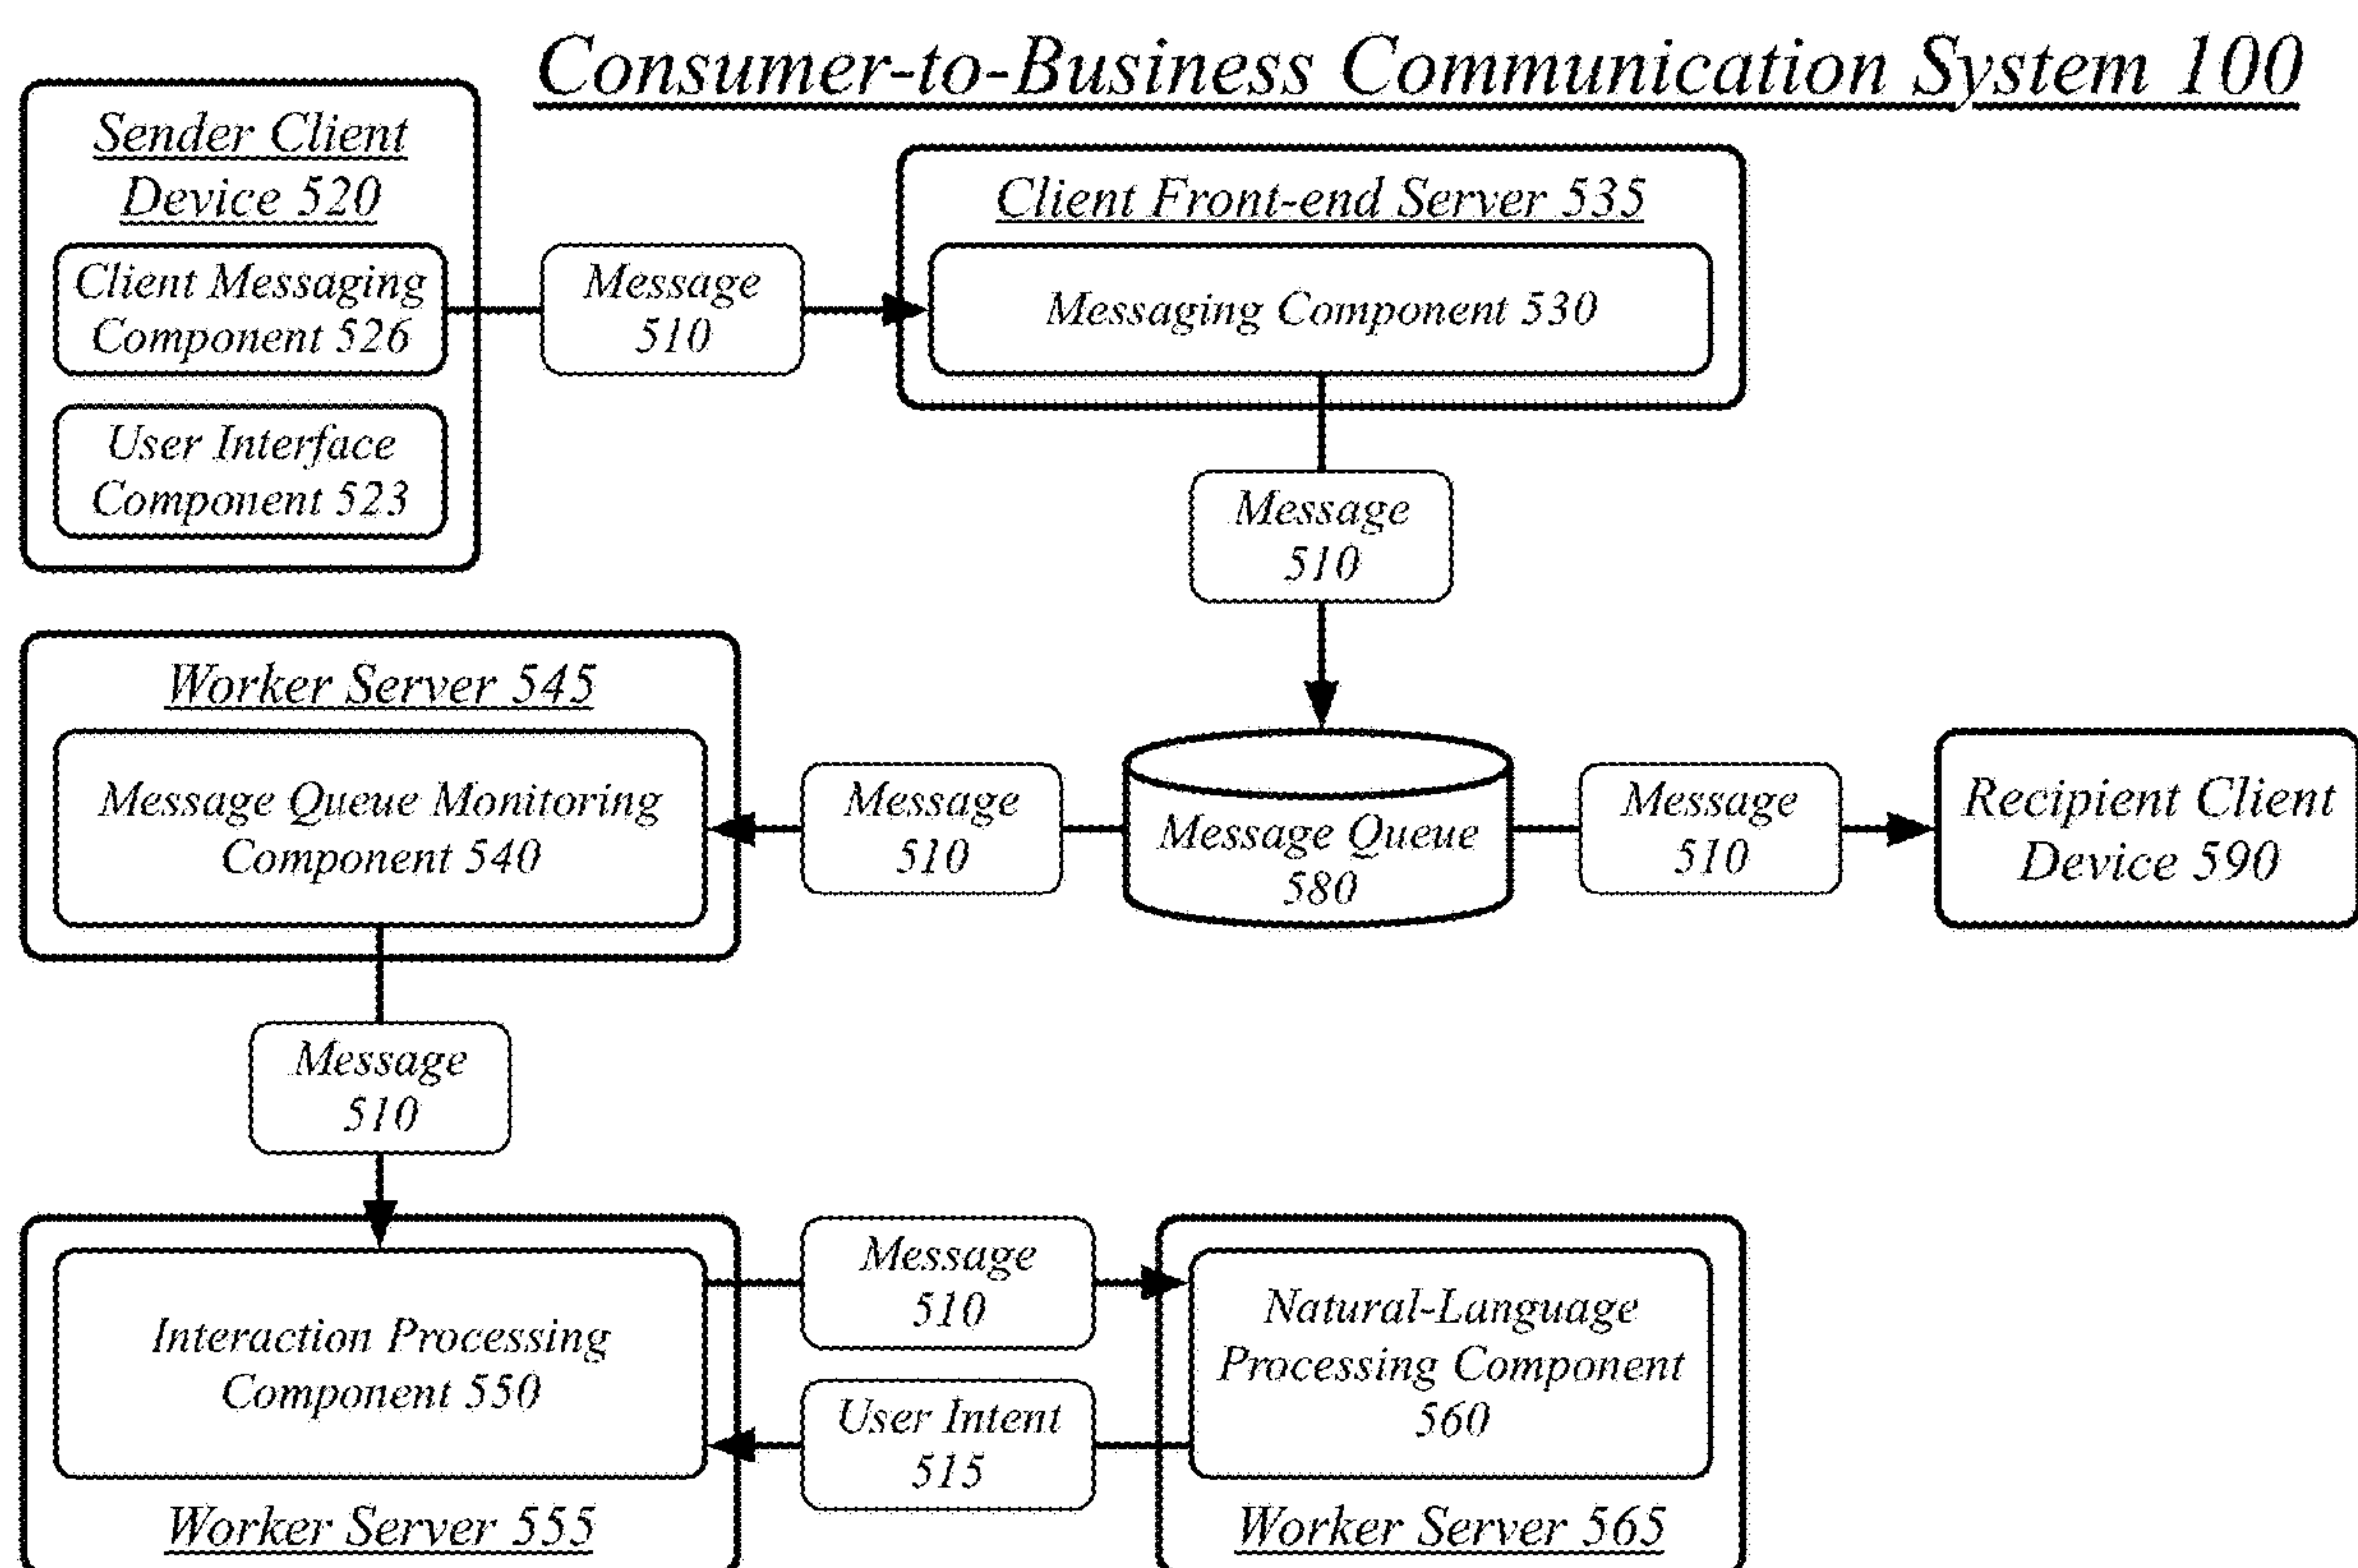 Consumer-to-Business Communication System 100
Sender Client
Device 520
Client Messaging
Component 526
User Interface
Component 523
Message
510
Client Front-end Server 535
Messaging Component 530
Message
510
Worker Server 545
Message Queue Monitoring
Component 540
Message
510
Message Queue
580
Message
510
Recipient Client
Device 590
Message
510
Interaction Processing
Component 550
Worker Server 555
Message
510
User Intent
515
Natural-Language
Processing Component
560
Worker Server 565